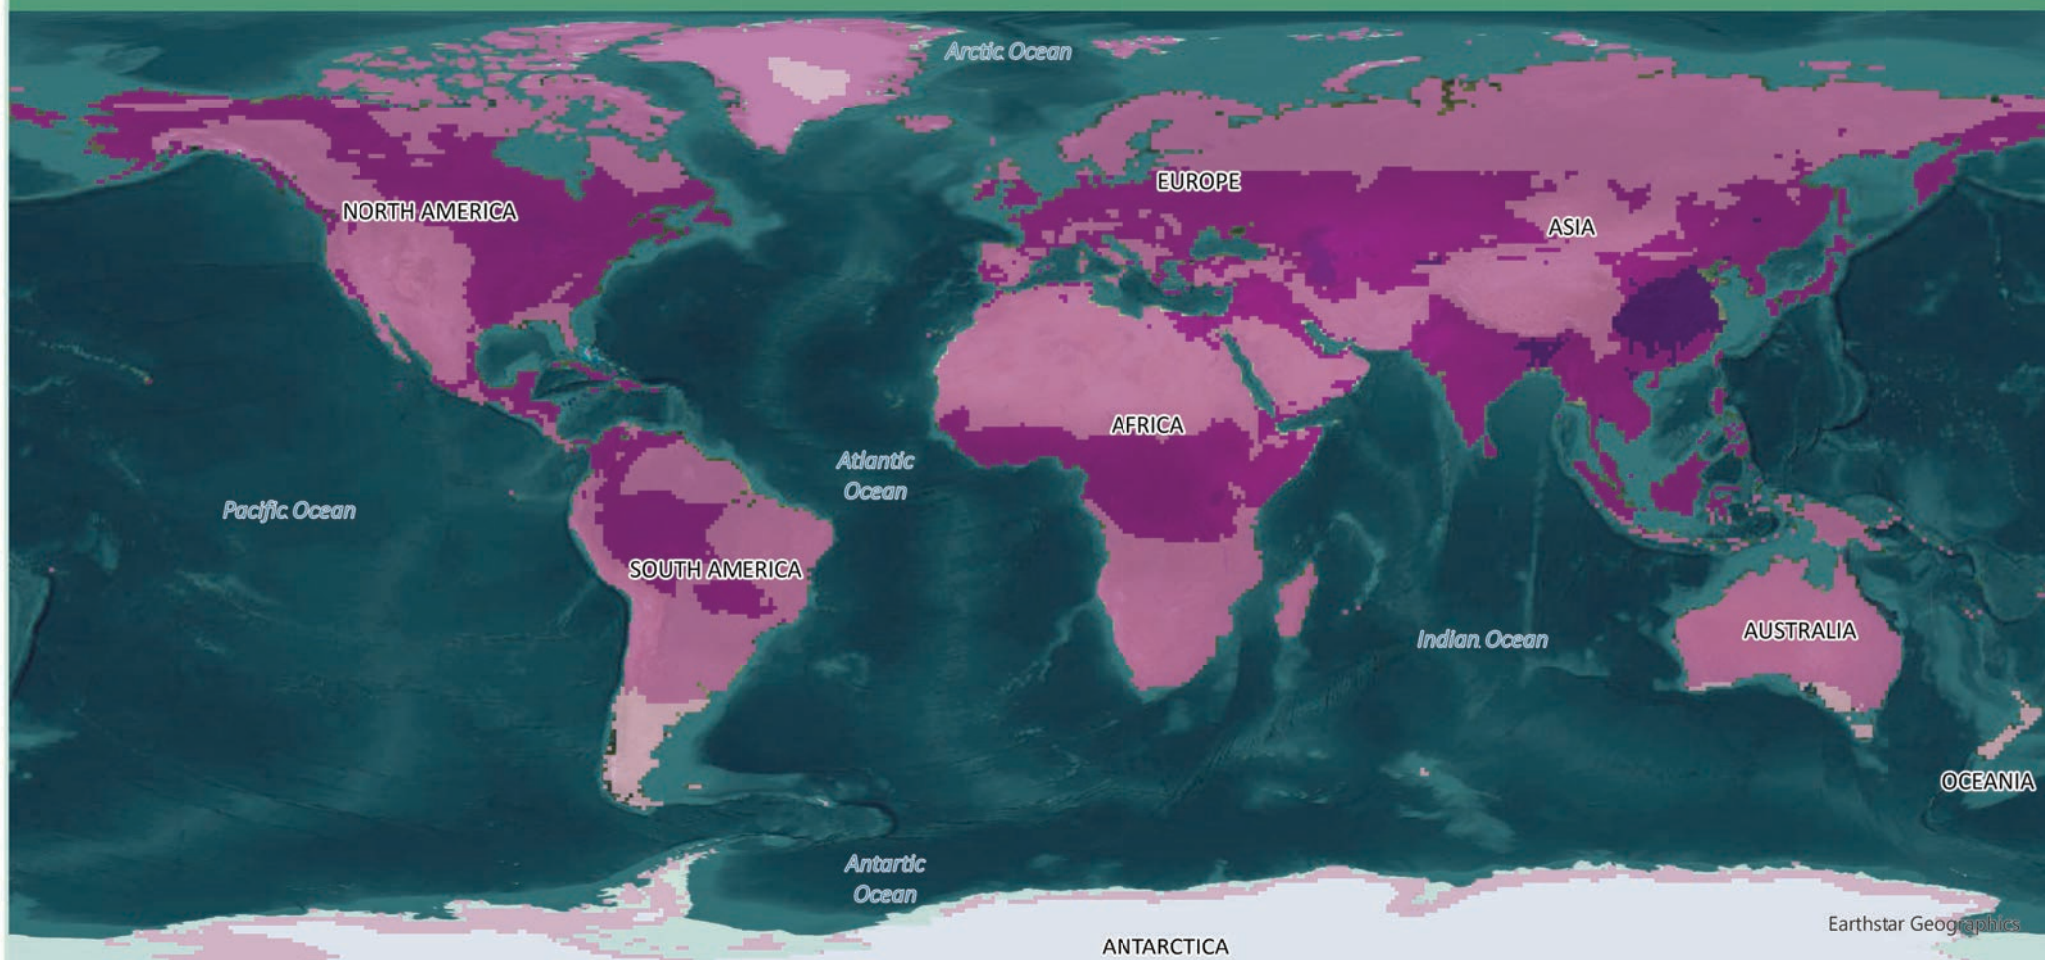 Arctic Ocean
EUROPE
NORTH AMERICA
ASIA
AFRICA
Atlantic
Ocean
Pacific Ocean
SOUTH AMERICA
Indian Ocean
AUSTRALIA
OCEANIA
Antartic
Ocean
Earthstar Geographics
ANTARCTICA